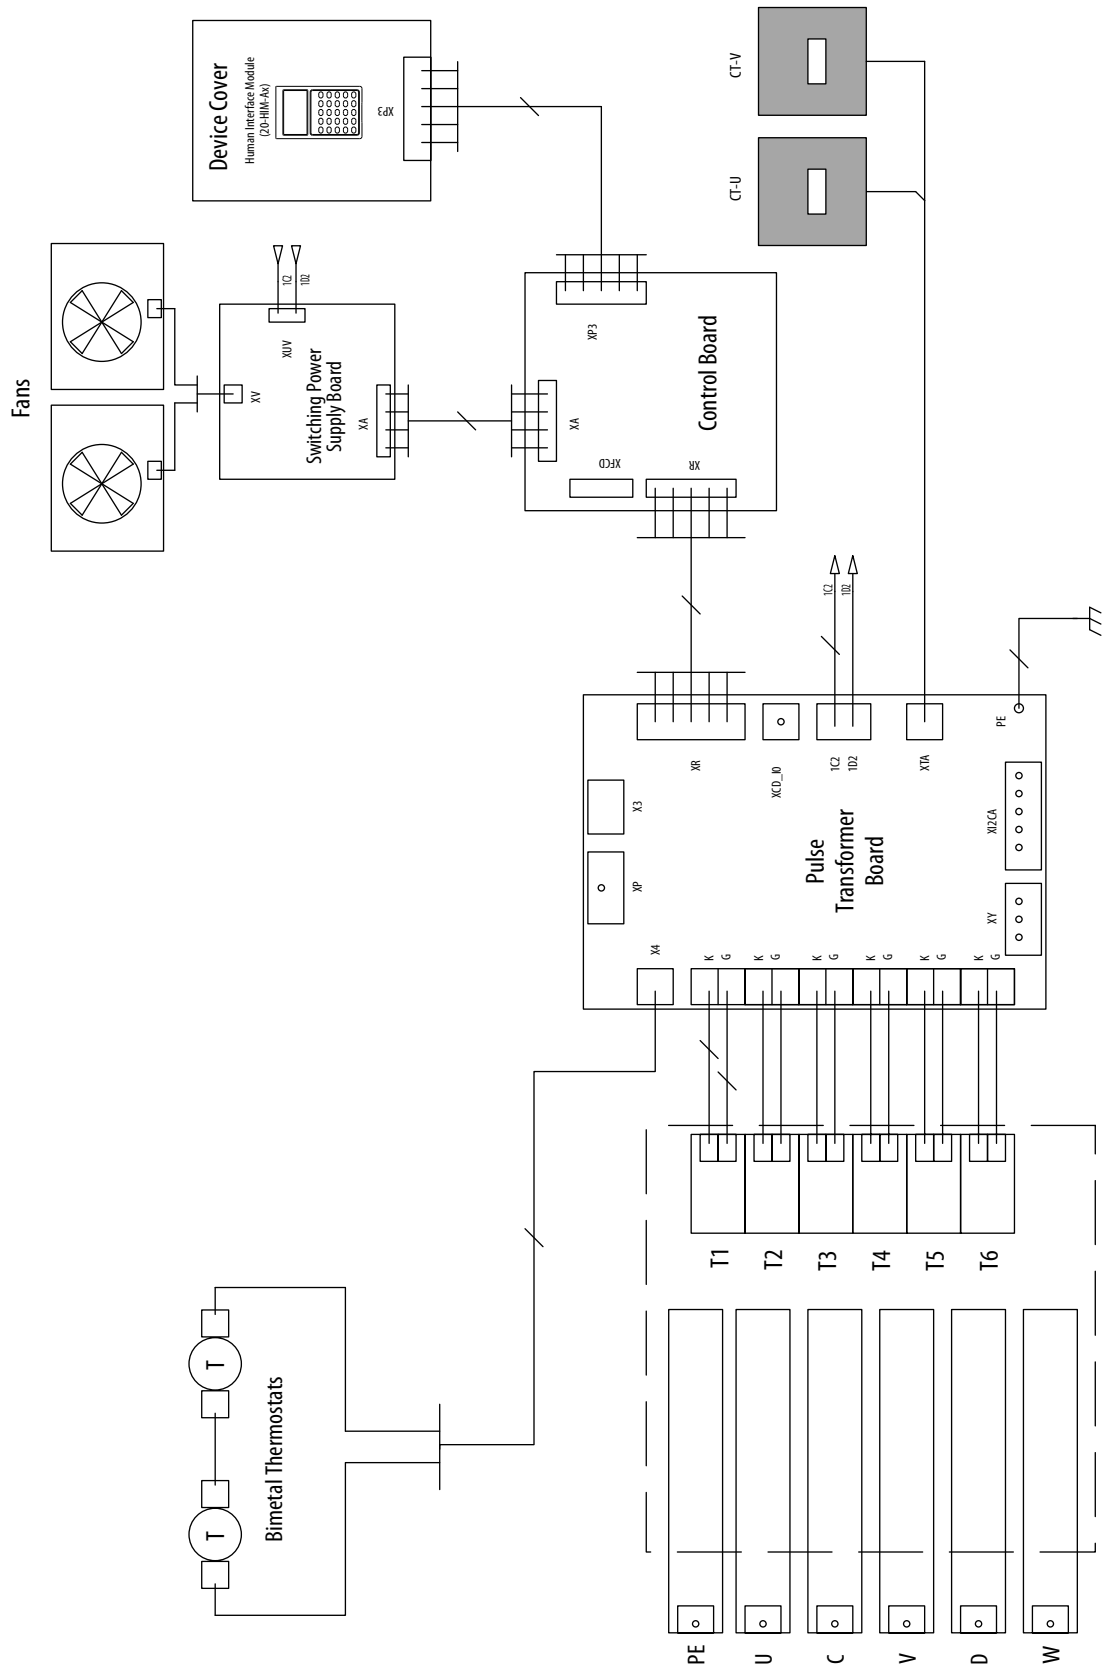 Fans
Device Cover
Human Interface Module
(20-HIM-Ax)
XP3
CT-V
CT-U
1C2
1D2
XUV
XV
Switching Power
Supply Board
XA
XP3
XA
Control Board
XFCD
XR
1C2
1D2
XR
XCD_I0
1C2
1D2
XTA
PE
X3
XP
X4
Pulse
Transformer
Board
XI2CA
XY
K
G
K
G
K
G
K
G
K
G
K
G
T1
T2
T3
T4
T5
T6
T
T
Bimetal Thermostats
PE
U
C
V
D
W